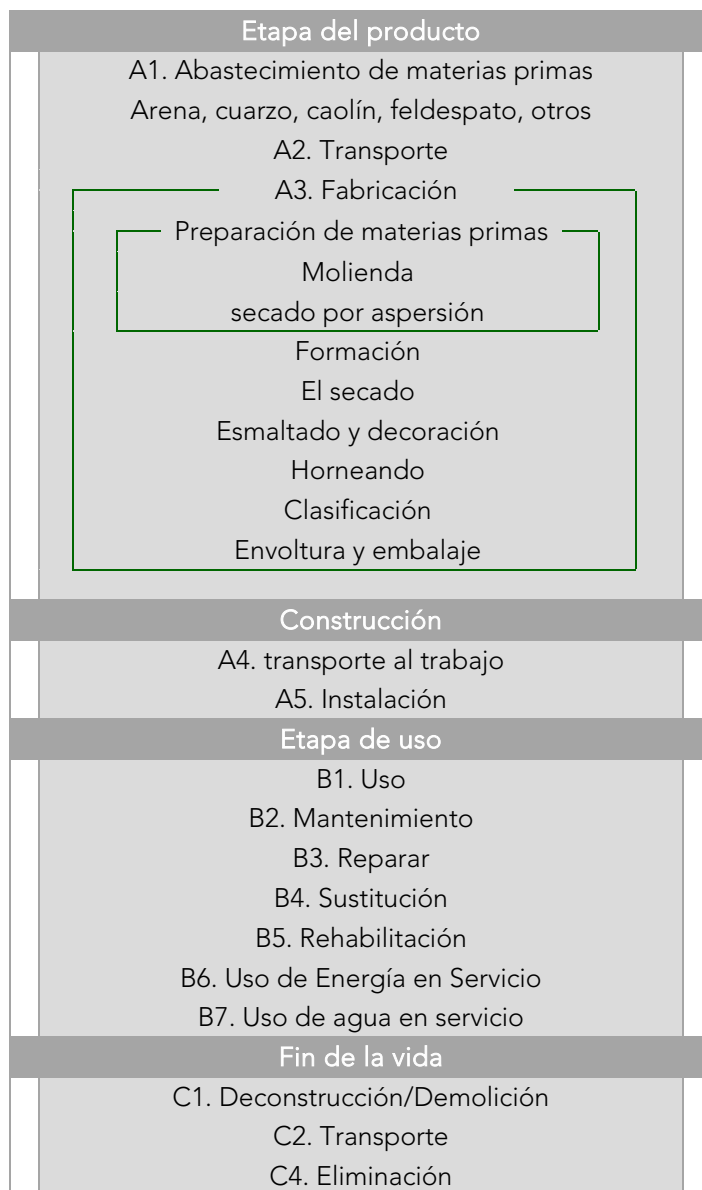 Etapa del producto
A1. Abastecimiento de materias primas
Arena, cuarzo, caolín, feldespato, otros
A2. Transporte
A3. Fabricación
Preparación de materias primas
Molienda
secado por aspersión
Formación
El secado
Esmaltado y decoración
Horneando
Clasificación
Envoltura y embalaje
Construcción
A4. transporte al trabajo
A5. Instalación
Etapa de uso
B1. Uso
B2. Mantenimiento
B3. Reparar
B4. Sustitución
B5. Rehabilitación
B6. Uso de Energía en Servicio
B7. Uso de agua en servicio
Fin de la vida
C1. Deconstrucción/Demolición
C2. Transporte
C4. Eliminación